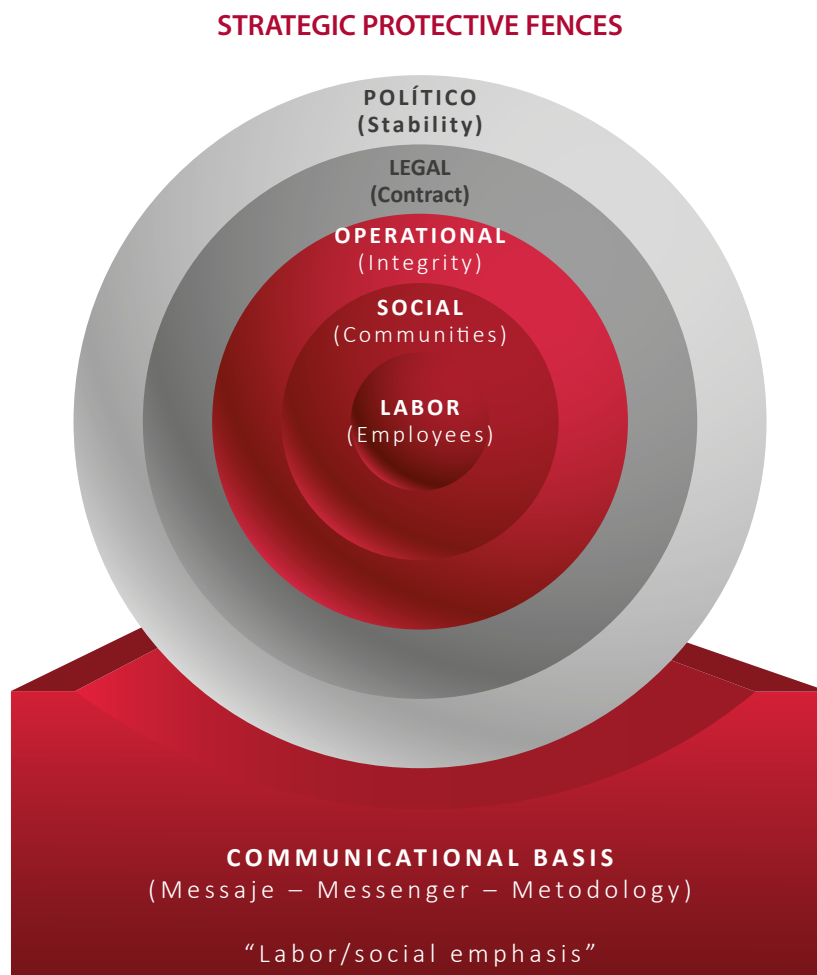 STRATEGIC PROTECTIVE FENCES
POLÍTICO
(Stability)
LEGAL
(Contract)
OPERATIONAL
(Integrity)
SOCIAL
(Communities)
LABOR
(Employees)
COMMUNICATIONAL BASIS
(Messaje – Messenger – Metodology)
“Labor/social emphasis”